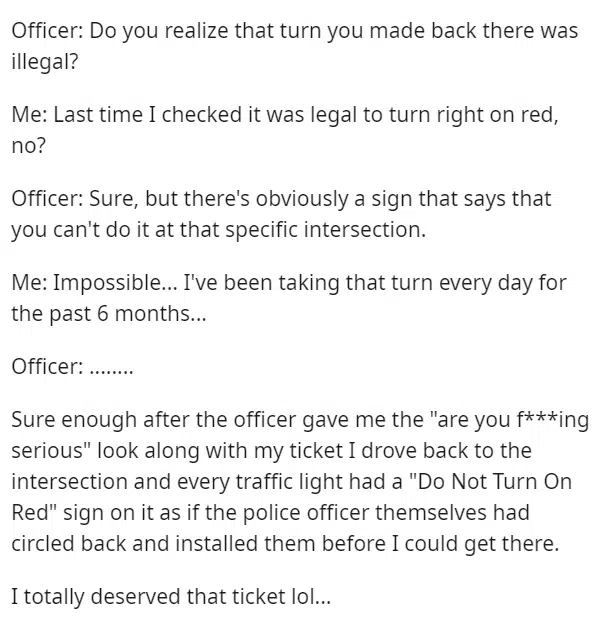 Officer: Do you realize that turn you made back there was
illegal?
Me: Last time I checked it was legal to turn right on red,
no?
Officer: Sure, but there's obviously a sign that says that
you can't do it at that specific intersection.
Me: Impossible... I've been taking that turn every day for
the past 6 months...
Officer: ........
Sure enough after the officer gave me the "are you f***ing
serious" look along with my ticket I drove back to the
intersection and every traffic light had a "Do Not Turn On
Red" sign on it as if the police officer themselves had
circled back and installed them before I could get there.
I totally deserved that ticket lol...